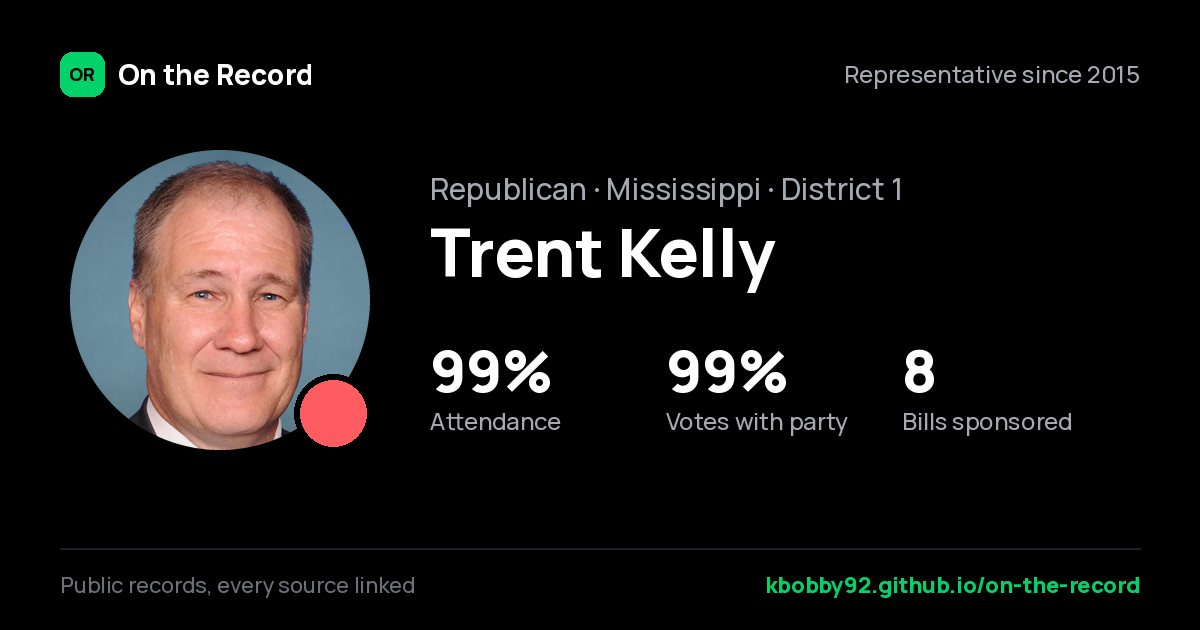 OR On the Record
Representative since 2015
Republican · Mississippi · District 1
Trent Kelly
99% 99% 8
Attendance Votes with party Bills sponsored
Public records, every source linked
kbobby92.github.io/on-the-record